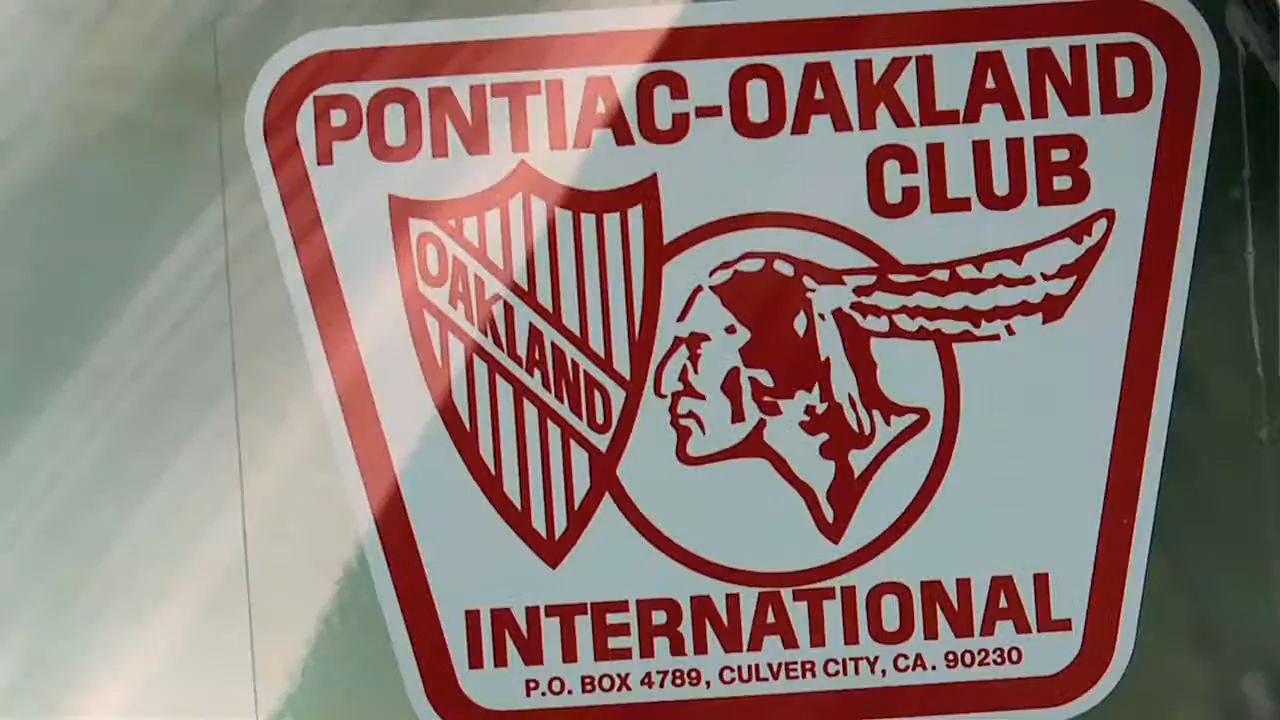 PONTIAC-OAKLAND
CLUB
OAKLAND
INTERNATIONAL
P.O. BOX 4789, CULVER CITY, CA. 90230